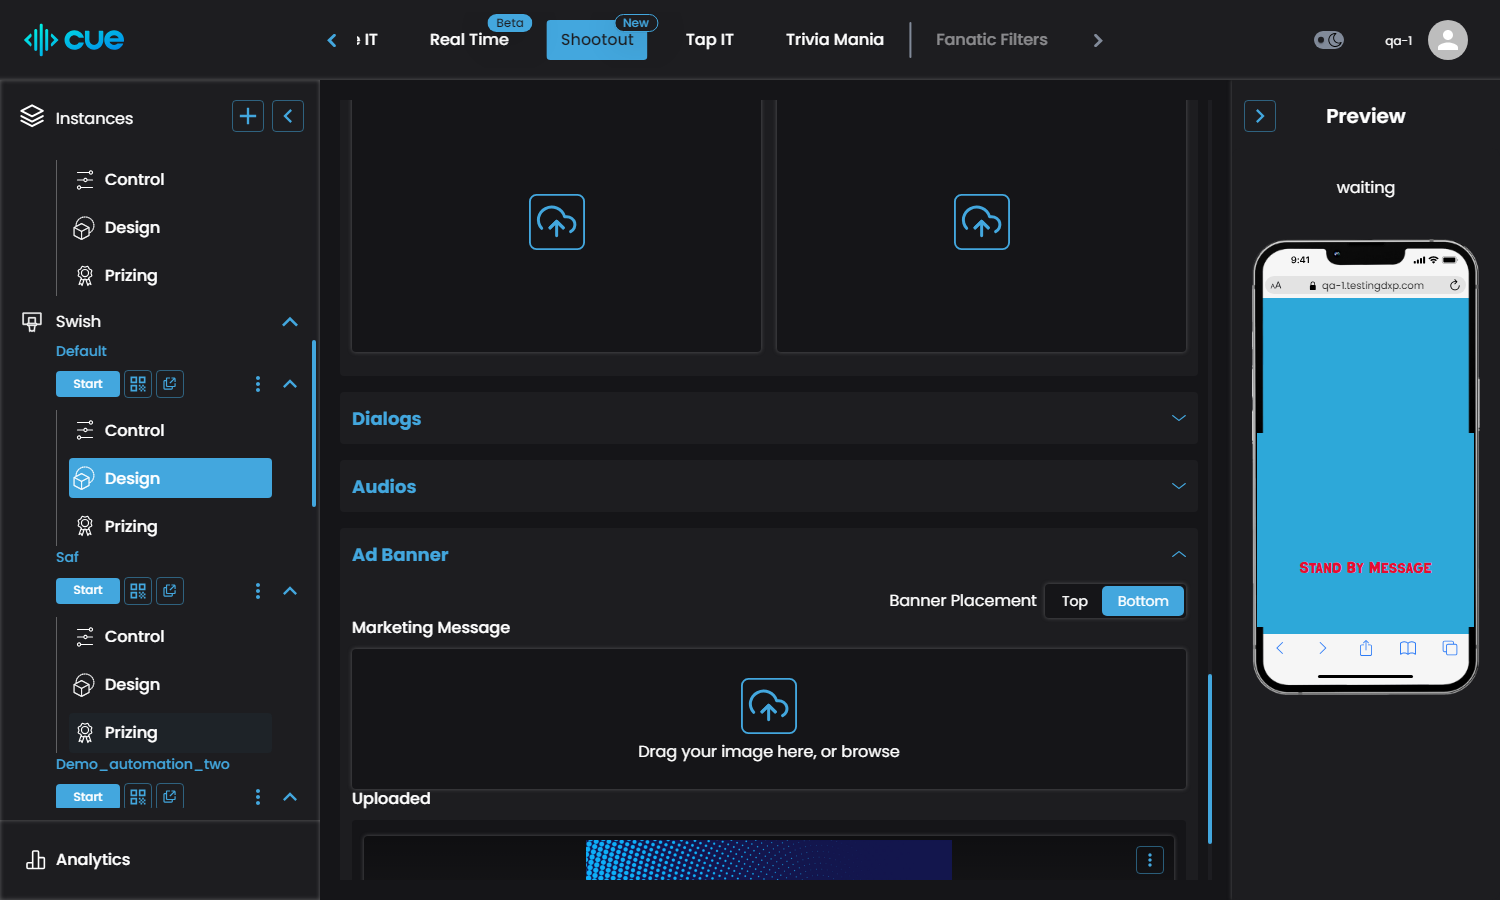 cue
e IT
Real Time
Beta
Shootout
New
Tap IT
Trivia Mania
Fanatic Filters
qa-1
Instances
Control
Design
Prizing
Swish
Default
Start
Control
Design
Prizing
Saf
Start
Control
Design
Prizing
Demo_automation_two
Start
Analytics
Dialogs
Audios
Ad Banner
Banner Placement
Top
Bottom
Marketing Message
Drag your image here, or browse
Uploaded
Preview
waiting
9:41
AA
qa-1.testingdxp.com
Stand By Message